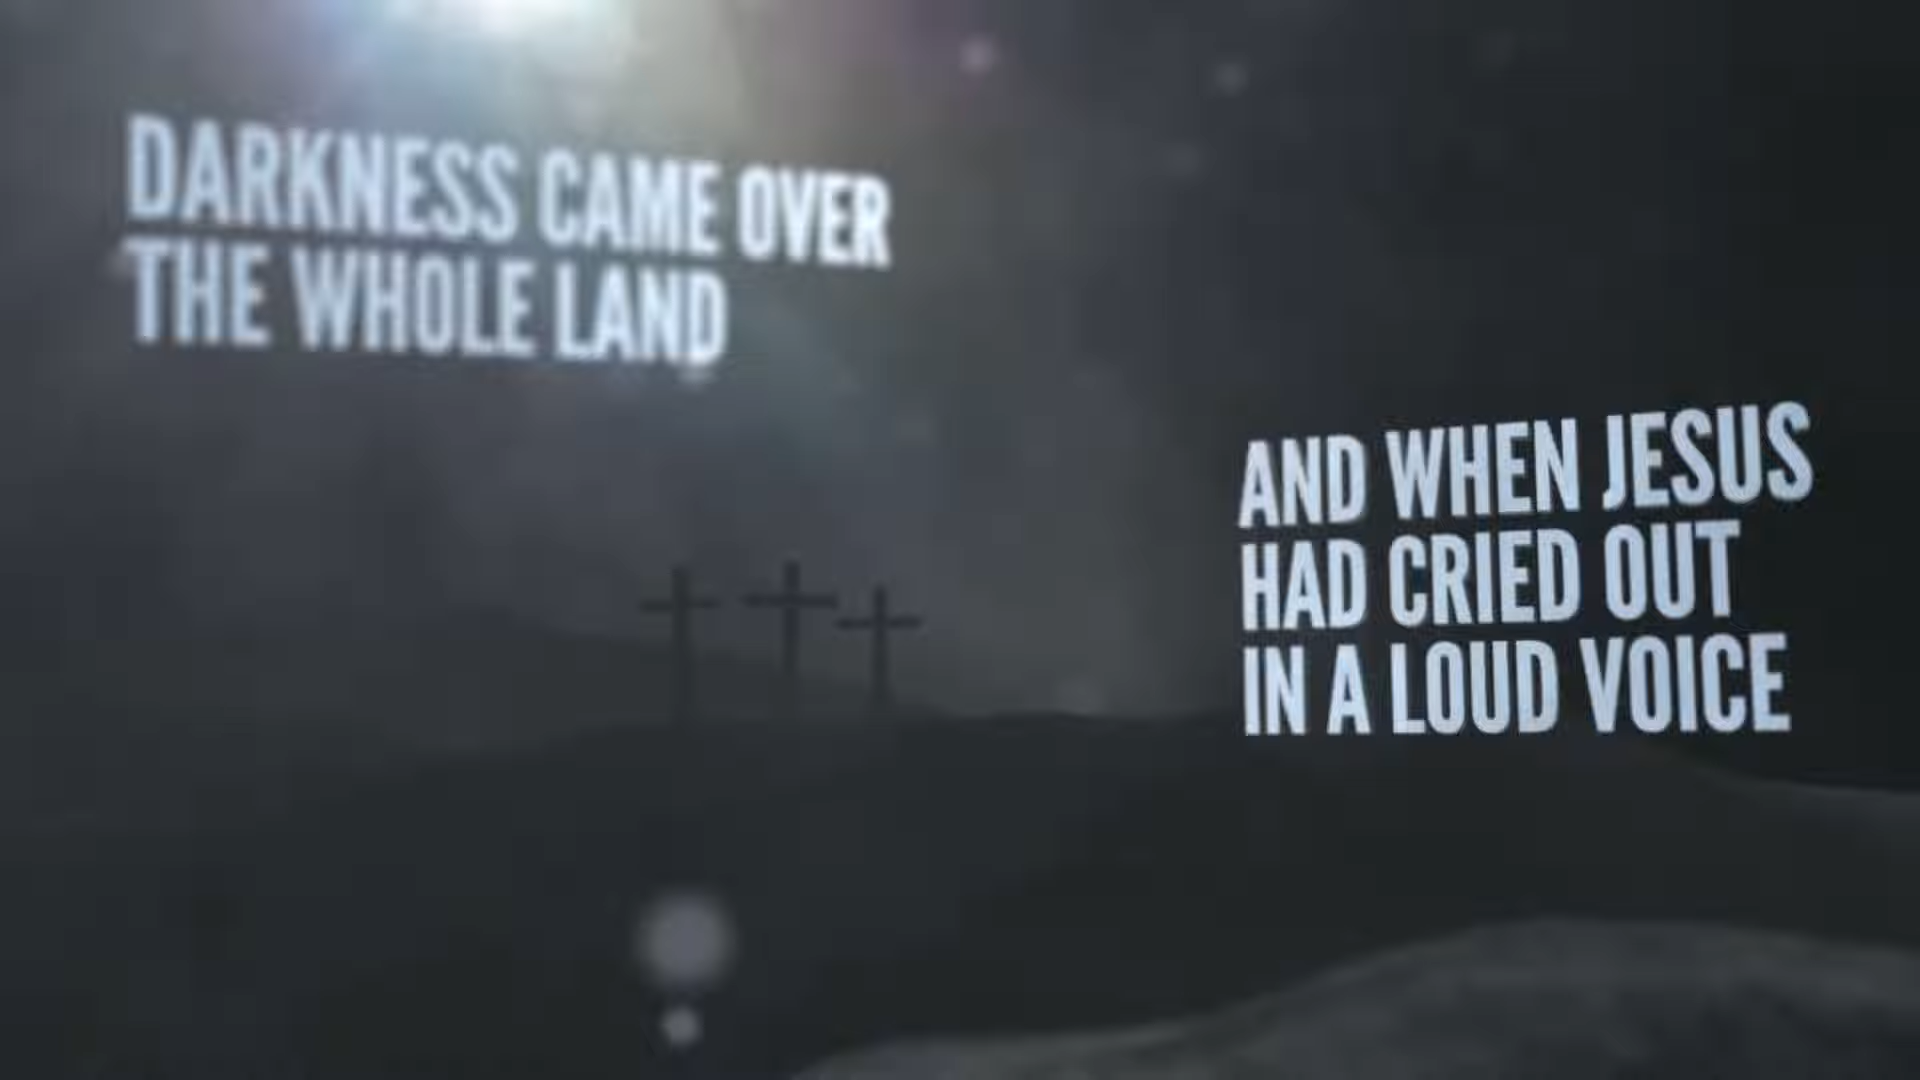 DARKNESS CAME OVER
THE WHOLE LAND
AND WHEN JESUS
HAD CRIED OUT
IN A LOUD VOICE